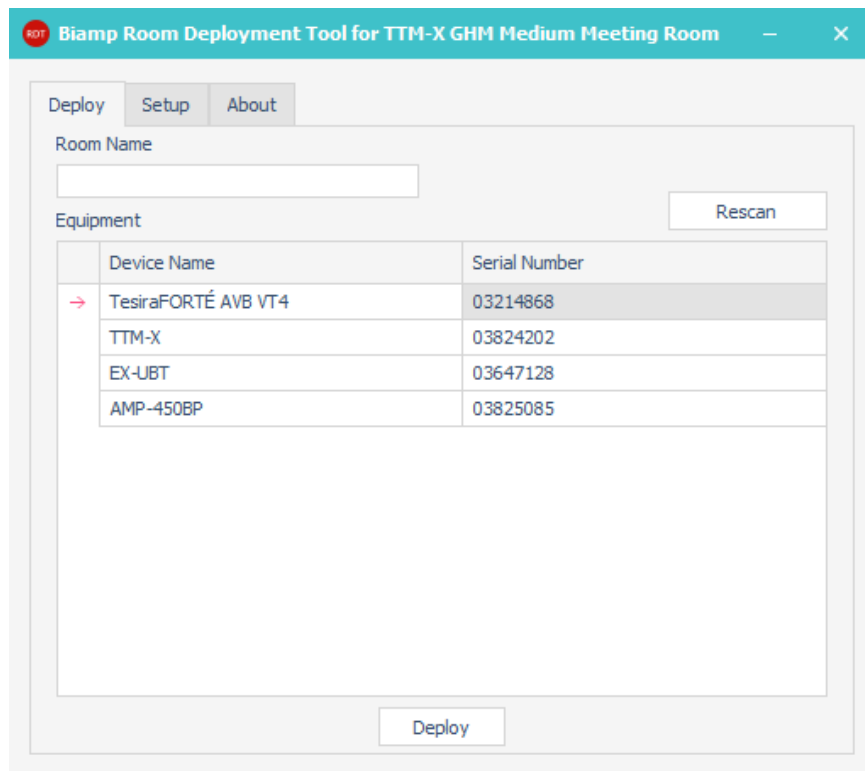 RDT Biamp Room Deployment Tool for TTM-X GHM Medium Meeting Room
Deploy Setup About
Room Name
Rescan
Equipment
Device Name Serial Number
TesiraFORTÉ AVB VT4 03214868
TTM-X 03824202
EX-UBT 03647128
AMP-450BP 03825085
Deploy